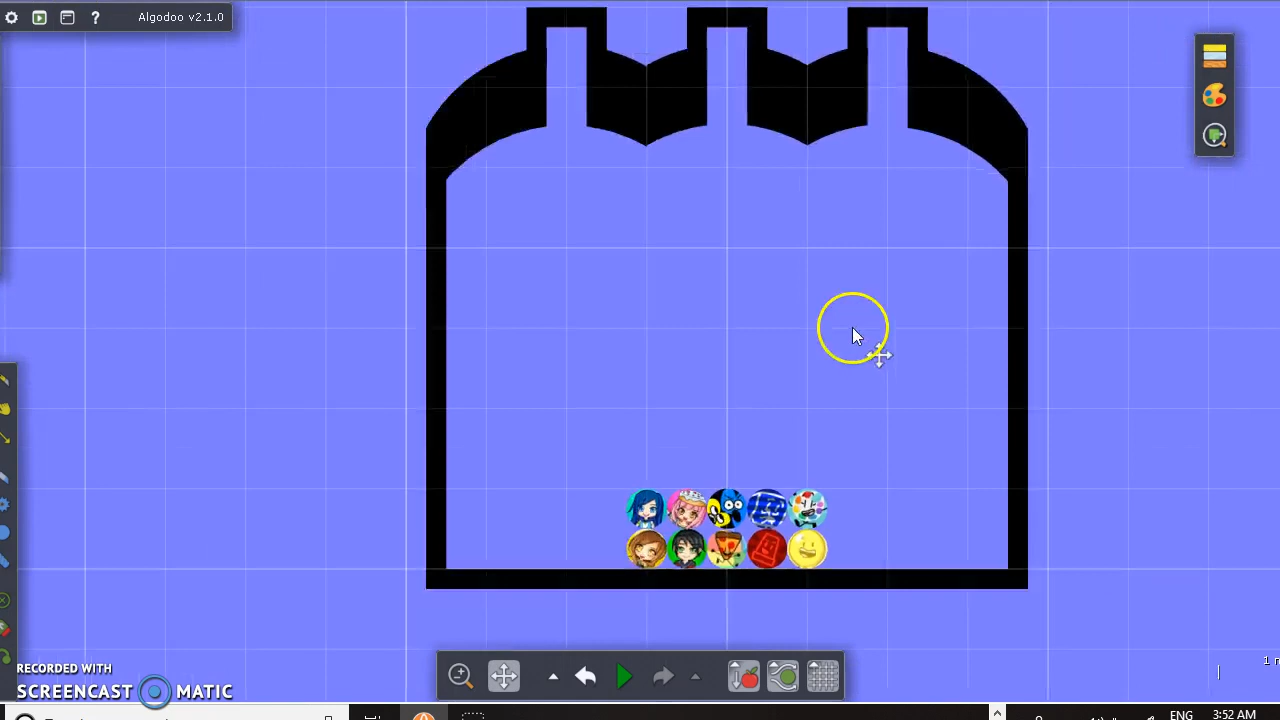 Algodoo v2.1.0
RECORDED WITH
SCREENCAST MATIC
ENG
3:52 AM